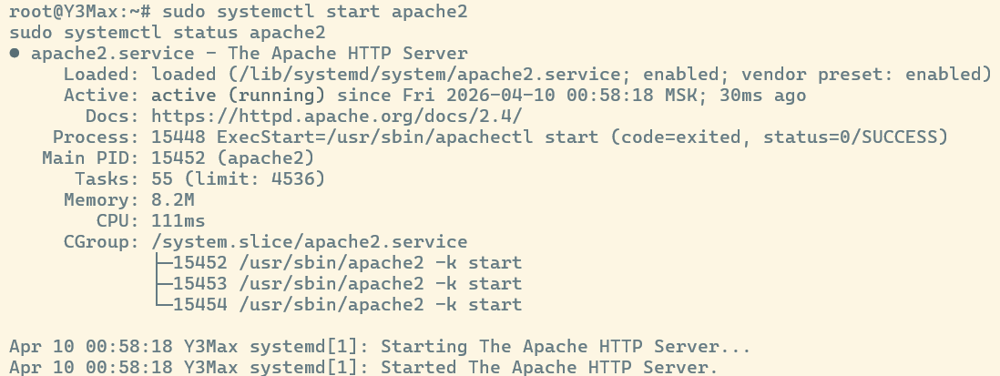 root@Y3Max:~# sudo systemctl start apache2
sudo systemctl status apache2
● apache2.service - The Apache HTTP Server
     Loaded: loaded (/lib/systemd/system/apache2.service; enabled; vendor preset: enabled)
     Active: active (running) since Fri 2026-04-10 00:58:18 MSK; 30ms ago
       Docs: https://httpd.apache.org/docs/2.4/
    Process: 15448 ExecStart=/usr/sbin/apachectl start (code=exited, status=0/SUCCESS)
   Main PID: 15452 (apache2)
      Tasks: 55 (limit: 4536)
     Memory: 8.2M
        CPU: 111ms
     CGroup: /system.slice/apache2.service
             ├─15452 /usr/sbin/apache2 -k start
             ├─15453 /usr/sbin/apache2 -k start
             └─15454 /usr/sbin/apache2 -k start

Apr 10 00:58:18 Y3Max systemd[1]: Starting The Apache HTTP Server...
Apr 10 00:58:18 Y3Max systemd[1]: Started The Apache HTTP Server.